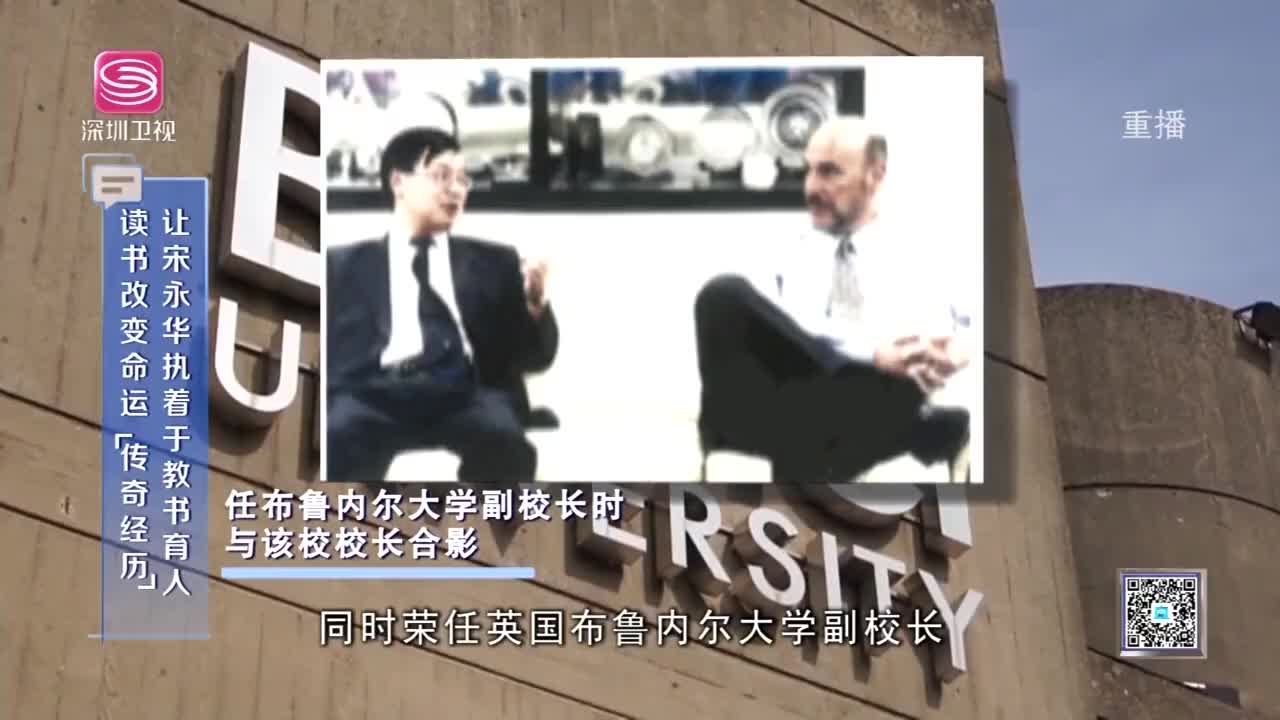 深圳卫视
重播
让宋永华执着于教书育人
读书改变命运「传奇经历」
任布鲁内尔大学副校长时
与该校校长合影
同时荣任英国布鲁内尔大学副校长
B
U
VERSITY